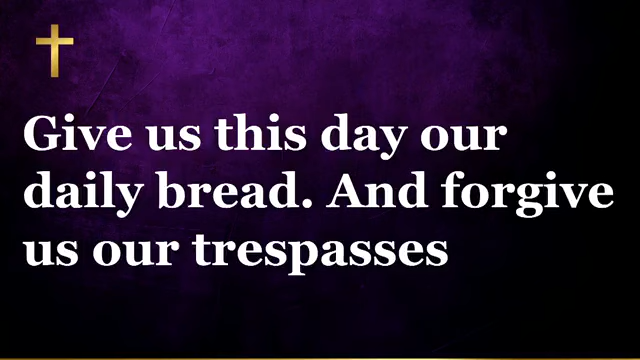 Give us this day our
daily bread. And forgive
us our trespasses